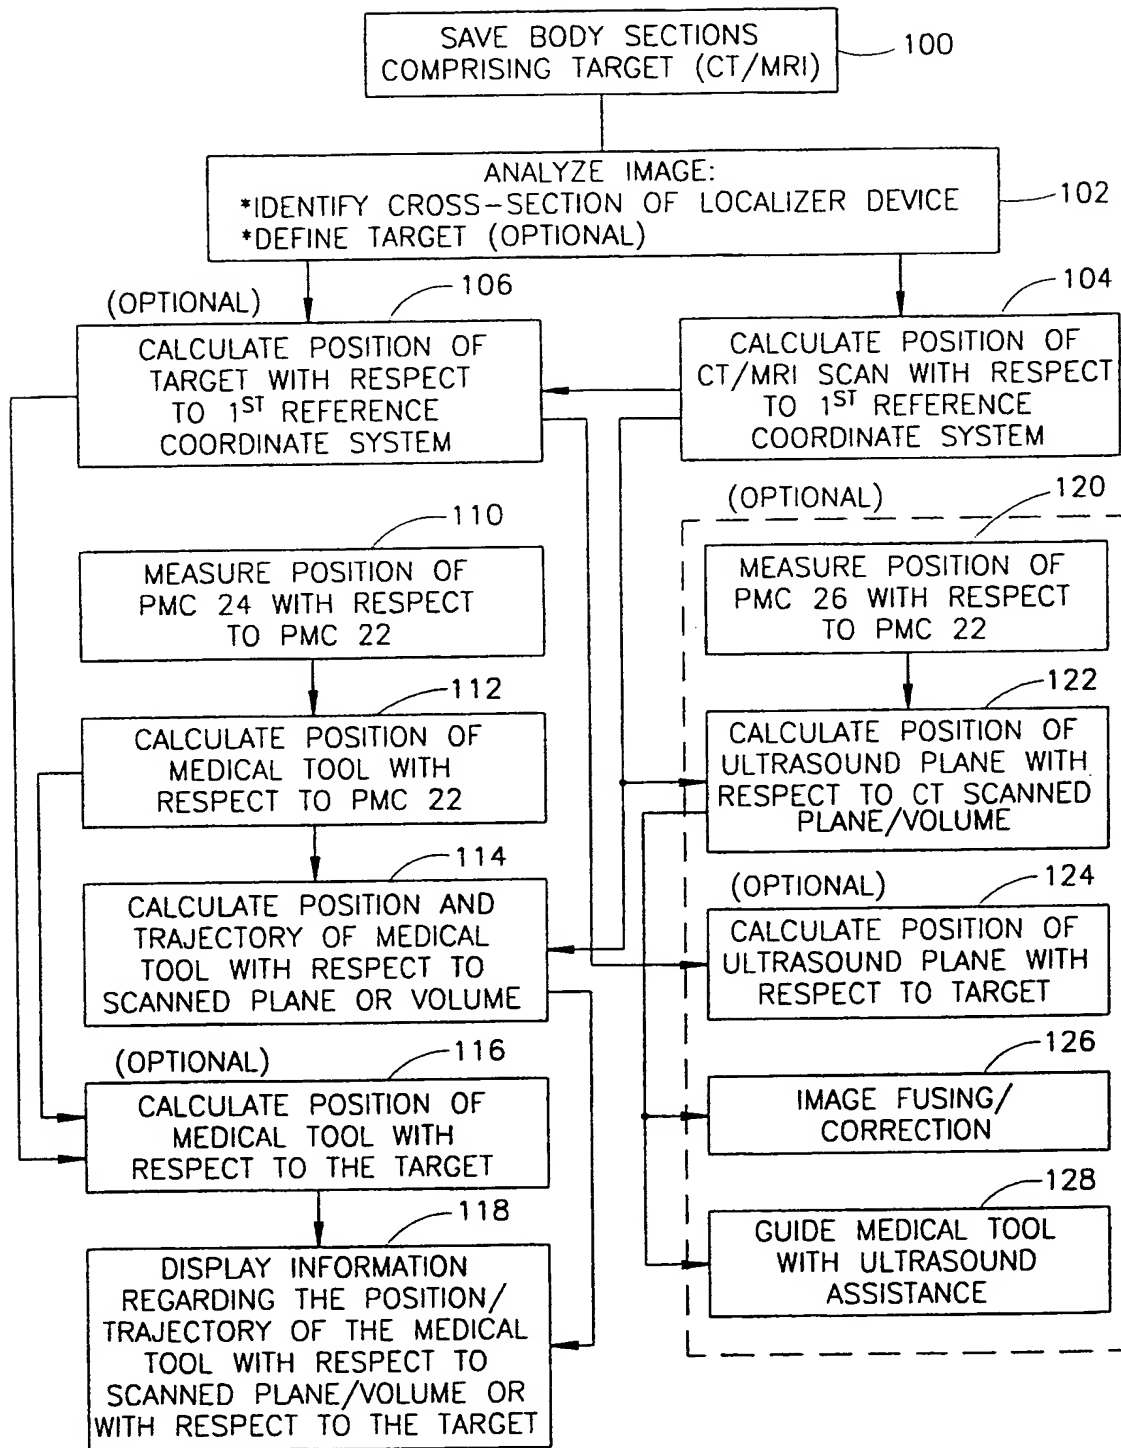 SAVE BODY SECTIONS
COMPRISING TARGET (CT/MRI)
100
ANALYZE IMAGE:
*IDENTIFY CROSS-SECTION OF LOCALIZER DEVICE
*DEFINE TARGET (OPTIONAL)
102
(OPTIONAL)
106
CALCULATE POSITION OF
TARGET WITH RESPECT
TO 1ST REFERENCE
COORDINATE SYSTEM
104
CALCULATE POSITION OF
CT/MRI SCAN WITH RESPECT
TO 1ST REFERENCE
COORDINATE SYSTEM
110
MEASURE POSITION OF
PMC 24 WITH RESPECT
TO PMC 22
112
CALCULATE POSITION OF
MEDICAL TOOL WITH
RESPECT TO PMC 22
114
CALCULATE POSITION AND
TRAJECTORY OF MEDICAL
TOOL WITH RESPECT TO
SCANNED PLANE OR VOLUME
(OPTIONAL)
116
CALCULATE POSITION OF
MEDICAL TOOL WITH
RESPECT TO THE TARGET
118
DISPLAY INFORMATION
REGARDING THE POSITION/
TRAJECTORY OF THE MEDICAL
TOOL WITH RESPECT TO
SCANNED PLANE/VOLUME OR
WITH RESPECT TO THE TARGET
(OPTIONAL)
120
MEASURE POSITION OF
PMC 26 WITH RESPECT
TO PMC 22
122
CALCULATE POSITION OF
ULTRASOUND PLANE WITH
RESPECT TO CT SCANNED
PLANE/VOLUME
(OPTIONAL)
124
CALCULATE POSITION OF
ULTRASOUND PLANE WITH
RESPECT TO TARGET
126
IMAGE FUSING/
CORRECTION
128
GUIDE MEDICAL TOOL
WITH ULTRASOUND
ASSISTANCE